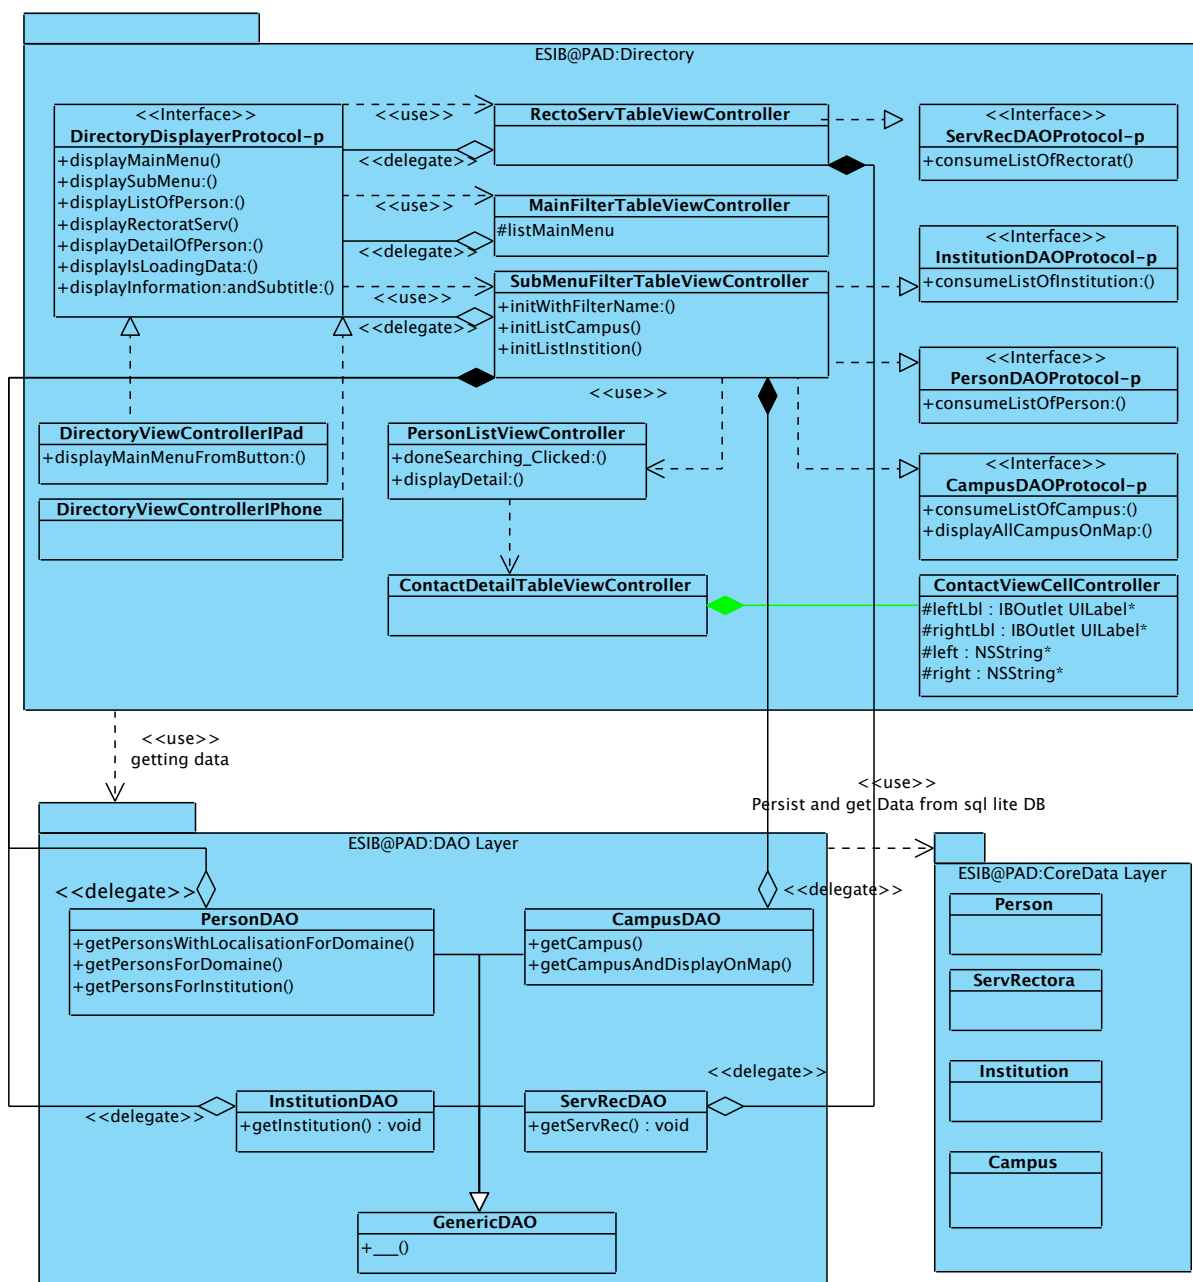 ESIB@PAD:Directory
<<Interface>>
DirectoryDisplayerProtocol-p
+displayMainMenu()
+displaySubMenu:()
+displayListOfPerson:()
+displayRectoratServ()
+displayDetailOfPerson:()
+displayIsLoadingData:()
+displayInformation:andSubtitle:()
<<use>>
<<delegate>>
<<use>>
<<delegate>>
<<use>>
<<delegate>>
RectoServTableViewController
MainFilterTableViewController
#listMainMenu
SubMenuFilterTableViewController
+initWithFilterName:()
+initListCampus()
+initListInstition()
<<Interface>>
ServRecDAOProtocol-p
+consumeListOfRectorat()
<<Interface>>
InstitutionDAOProtocol-p
+consumeListOfInstitution:()
<<Interface>>
PersonDAOProtocol-p
+consumeListOfPerson:()
<<Interface>>
CampusDAOProtocol-p
+consumeListOfCampus:()
+displayAllCampusOnMap:()
<<use>>
DirectoryViewControllerIPad
+displayMainMenuFromButton:()
DirectoryViewControllerIPhone
PersonListViewController
+doneSearching_Clicked:()
+displayDetail:()
ContactDetailTableViewController
ContactViewCellController
#leftLbl : IBOutlet UILabel*
#rightLbl : IBOutlet UILabel*
#left : NSString*
#right : NSString*
<<use>>
getting data
<<use>>
Persist and get Data from sql lite DB
ESIB@PAD:DAO Layer
<<delegate>>
<<delegate>>
PersonDAO
+getPersonsWithLocalisationForDomaine()
+getPersonsForDomaine()
+getPersonsForInstitution()
CampusDAO
+getCampus()
+getCampusAndDisplayOnMap()
<<delegate>>
<<delegate>>
InstitutionDAO
+getInstitution() : void
ServRecDAO
+getServRec() : void
GenericDAO
+___()
ESIB@PAD:CoreData Layer
Person
ServRectora
Institution
Campus